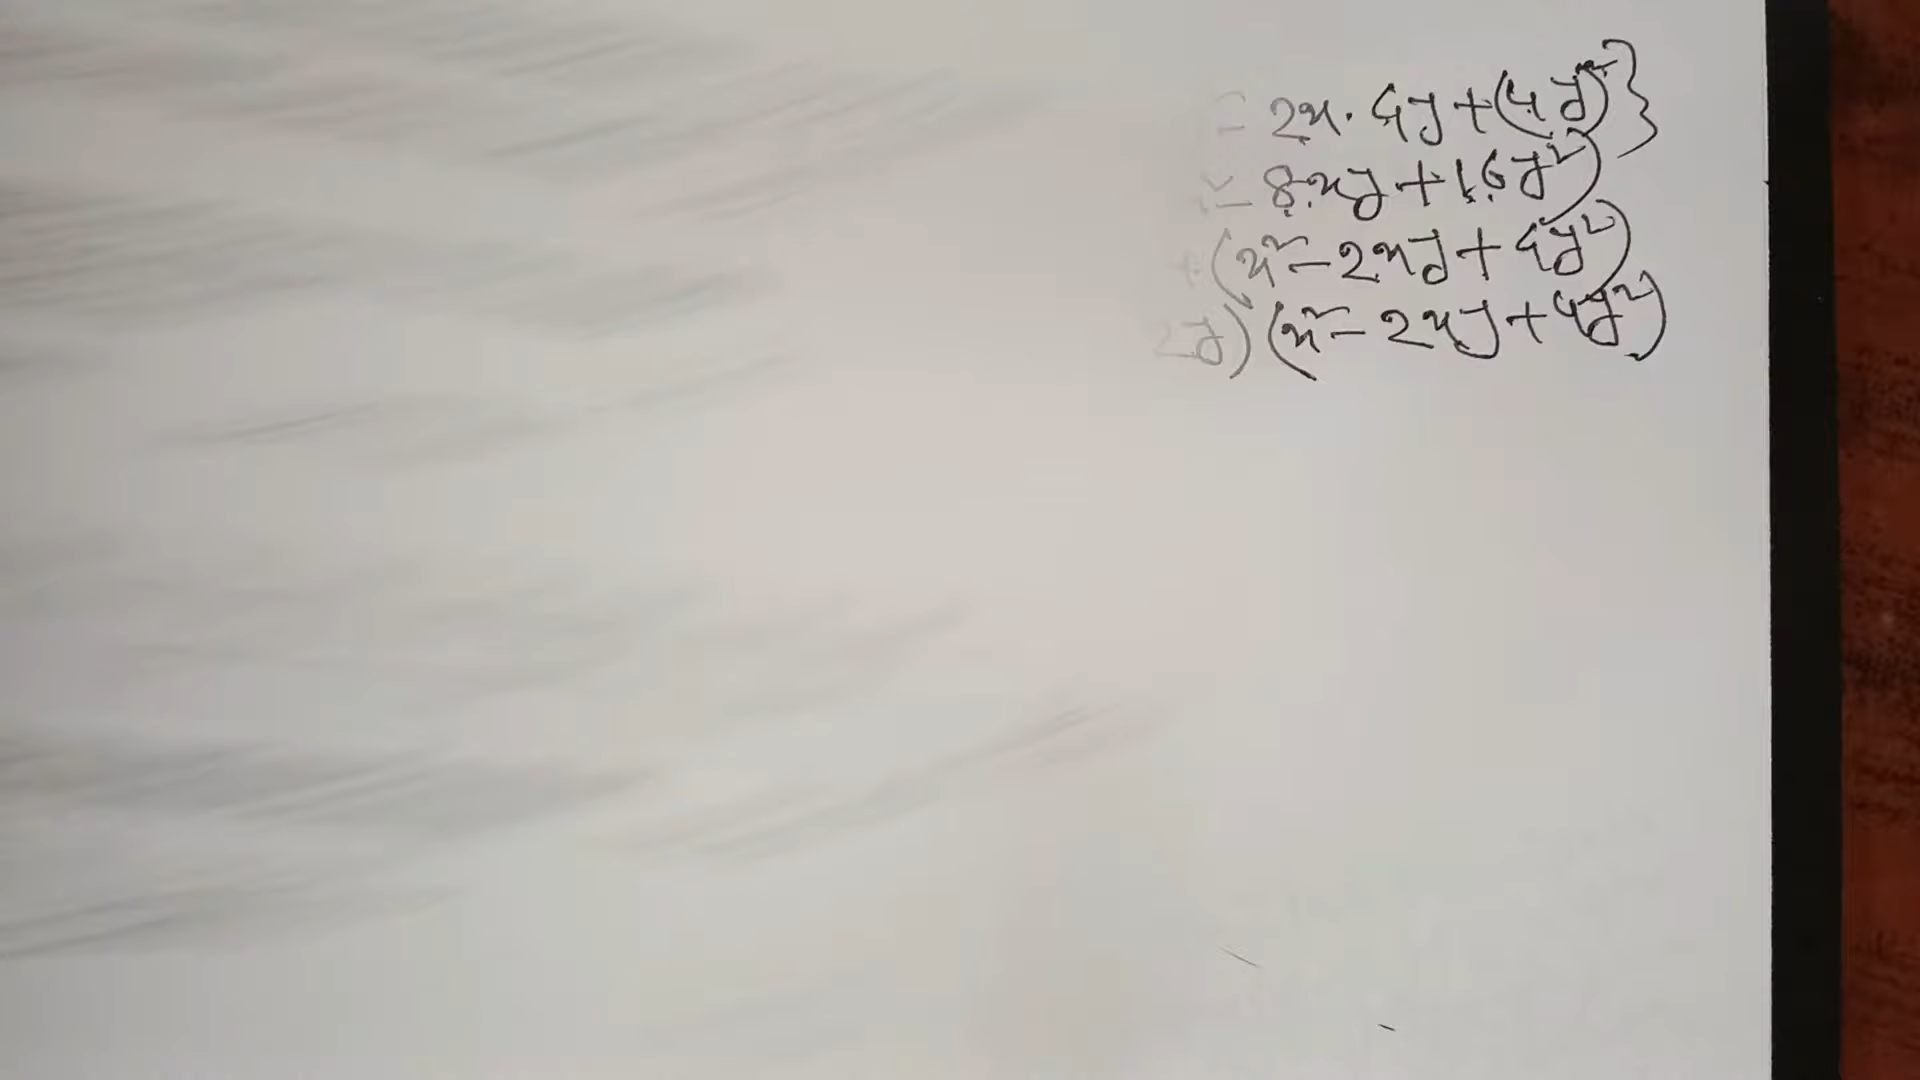 - 2x. 4y + (4y)²}
- 8xy + 16y²)
(x² - 2xy + 4y²)
2y) (x² - 2xy + 4y²)